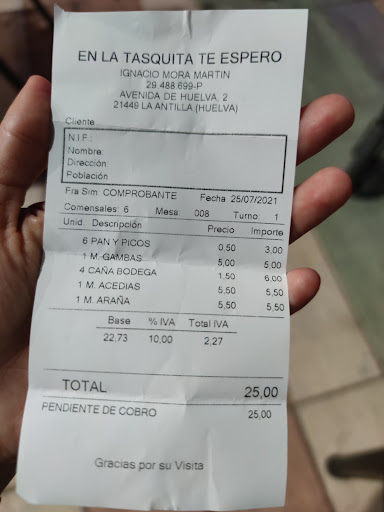 EN LA TASQUITA TE ESPERO
IGNACIO MORA MARTIN
29.488.699-P
AVENIDA DE HUELVA, 2
21449 LA ANTILLA (HUELVA)
Cliente
N.I.F.:
Nombre:
Dirección:
Población
Fra.Sim. COMPROBANTE Fecha 25/07/2021
Comensales: 6 Mesa: 008 Turno: 1
Unid. Descripción Precio Importe
6 PAN Y PICOS 0,50 3,00
1 M. GAMBAS 5,00 5,00
4 CAÑA BODEGA 1,50 6,00
1 M. ACEDIAS 5,50 5,50
1 M. ARAÑA 5,50 5,50
Base % IVA Total IVA
22,73 10,00 2,27
TOTAL 25,00
PENDIENTE DE COBRO 25,00
Gracias por su Visita